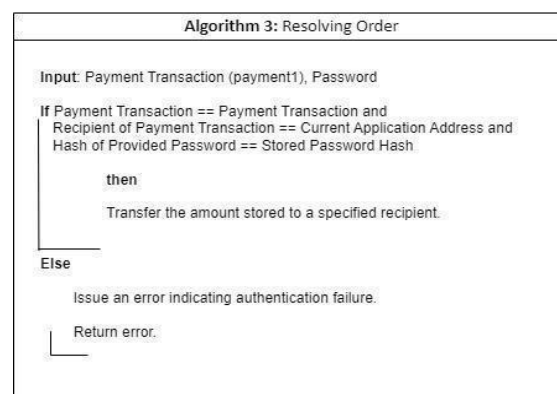 Algorithm 3: Resolving Order
Input: Payment Transaction (payment1), Password
If Payment Transaction == Payment Transaction and
Recipient of Payment Transaction == Current Application Address and
Hash of Provided Password == Stored Password Hash
then
Transfer the amount stored to a specified recipient.
Else
Issue an error indicating authentication failure.
Return error.